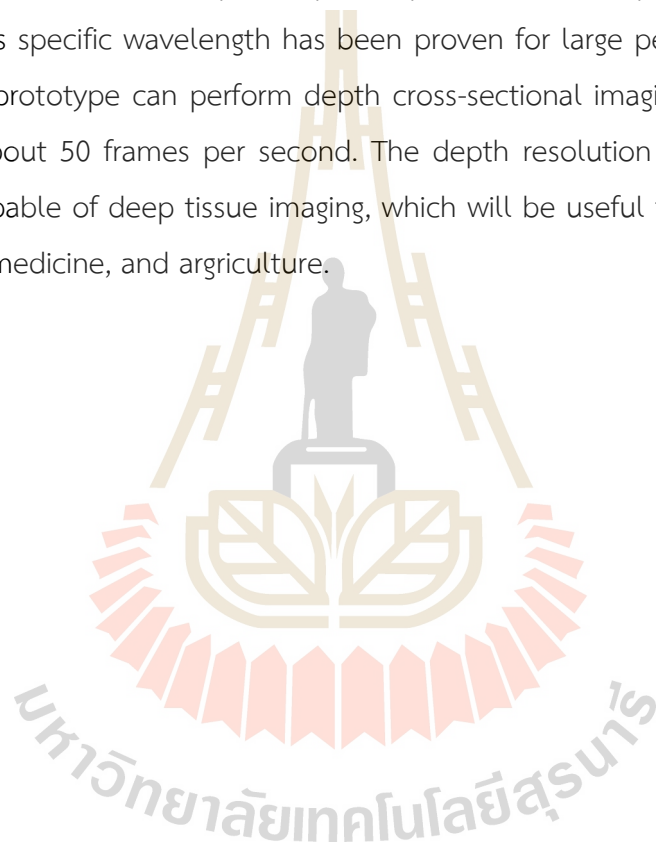 s specific wavelength has been proven for large pe
prototype can perform depth cross-sectional imagi
bout 50 frames per second. The depth resolution
pable of deep tissue imaging, which will be useful
medicine, and argriculture.
มหาวิทยาลัยเทคโนโลยีสุรนารี